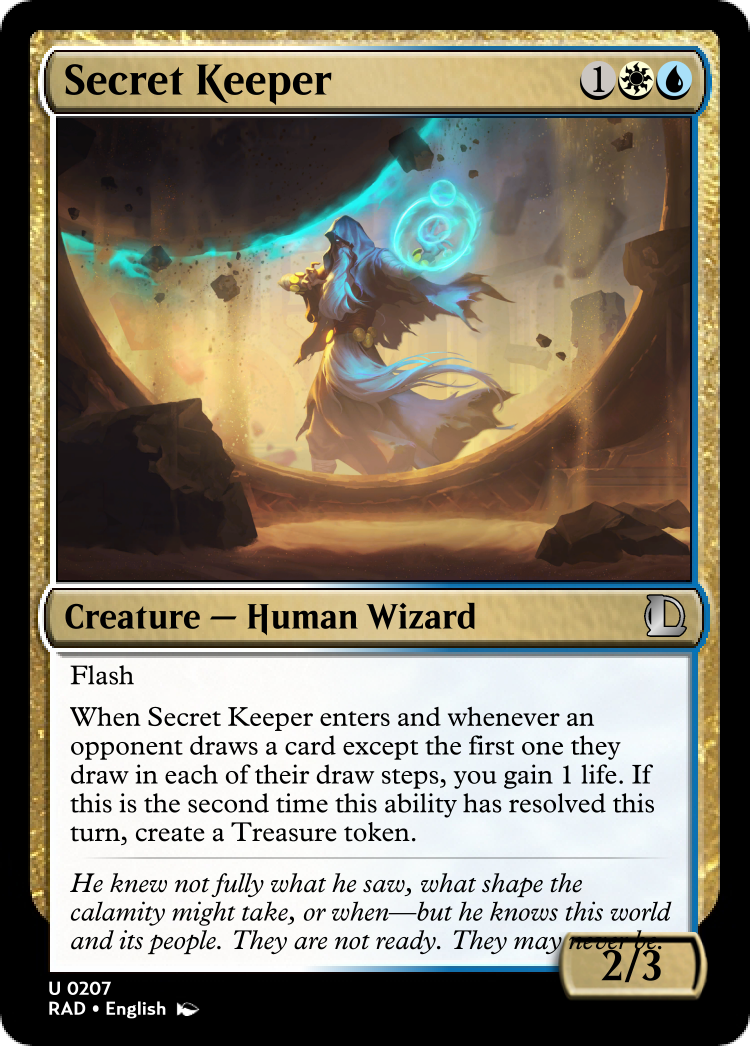 Secret Keeper
1
Creature — Human Wizard
Flash
When Secret Keeper enters and whenever an
opponent draws a card except the first one they
draw in each of their draw steps, you gain 1 life. If
this is the second time this ability has resolved this
turn, create a Treasure token.
He knew not fully what he saw, what shape the
calamity might take, or when—but he knows this world
and its people. They are not ready. They may never be.
2/3
U 0207
RAD • English